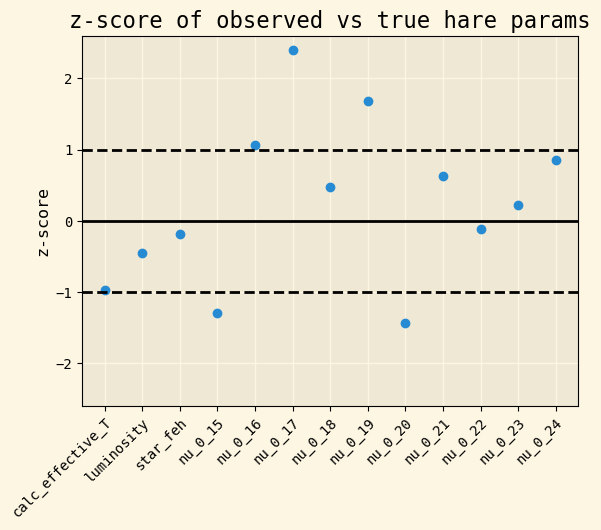 z-score of observed vs true hare params
z-score
2
1
0
−1
−2
calc_effective_T
luminosity
star_feh
nu_0_15
nu_0_16
nu_0_17
nu_0_18
nu_0_19
nu_0_20
nu_0_21
nu_0_22
nu_0_23
nu_0_24